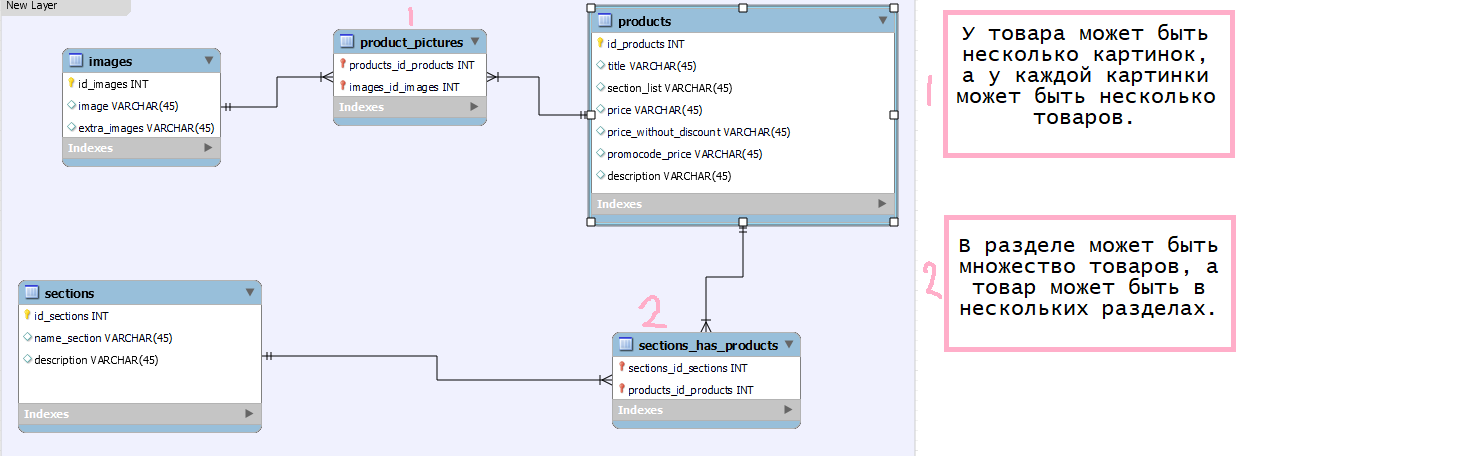 New Layer
1
images
id_images INT
image VARCHAR(45)
extra_images VARCHAR(45)
Indexes
product_pictures
products_id_products INT
images_id_images INT
Indexes
products
id_products INT
title VARCHAR(45)
section_list VARCHAR(45)
price VARCHAR(45)
price_without_discount VARCHAR(45)
promocode_price VARCHAR(45)
description VARCHAR(45)
Indexes
1
У товара может быть
несколько картинок,
а у каждой картинки
может быть несколько
товаров.
sections
id_sections INT
name_section VARCHAR(45)
description VARCHAR(45)
Indexes
2
sections_has_products
sections_id_sections INT
products_id_products INT
Indexes
2
В разделе может быть
множество товаров, а
товар может быть в
нескольких разделах.